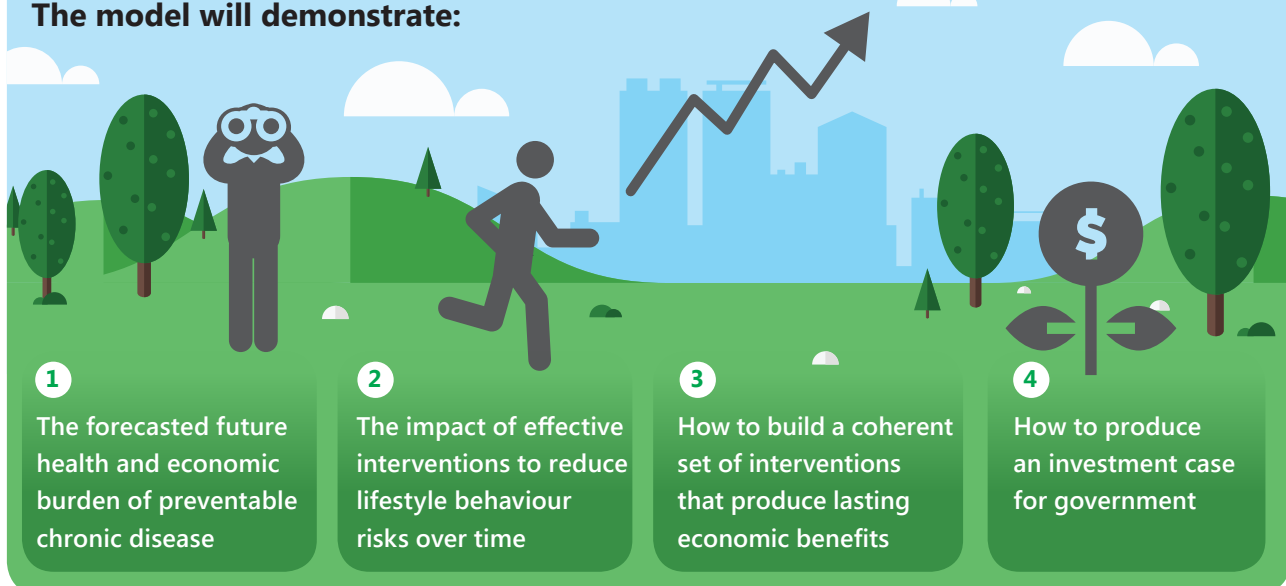 The model will demonstrate:
$
1
The forecasted future
health and economic
burden of preventable
chronic disease
2
The impact of effective
interventions to reduce
lifestyle behaviour
risks over time
3
How to build a coherent
set of interventions
that produce lasting
economic benefits
4
How to produce
an investment case
for government